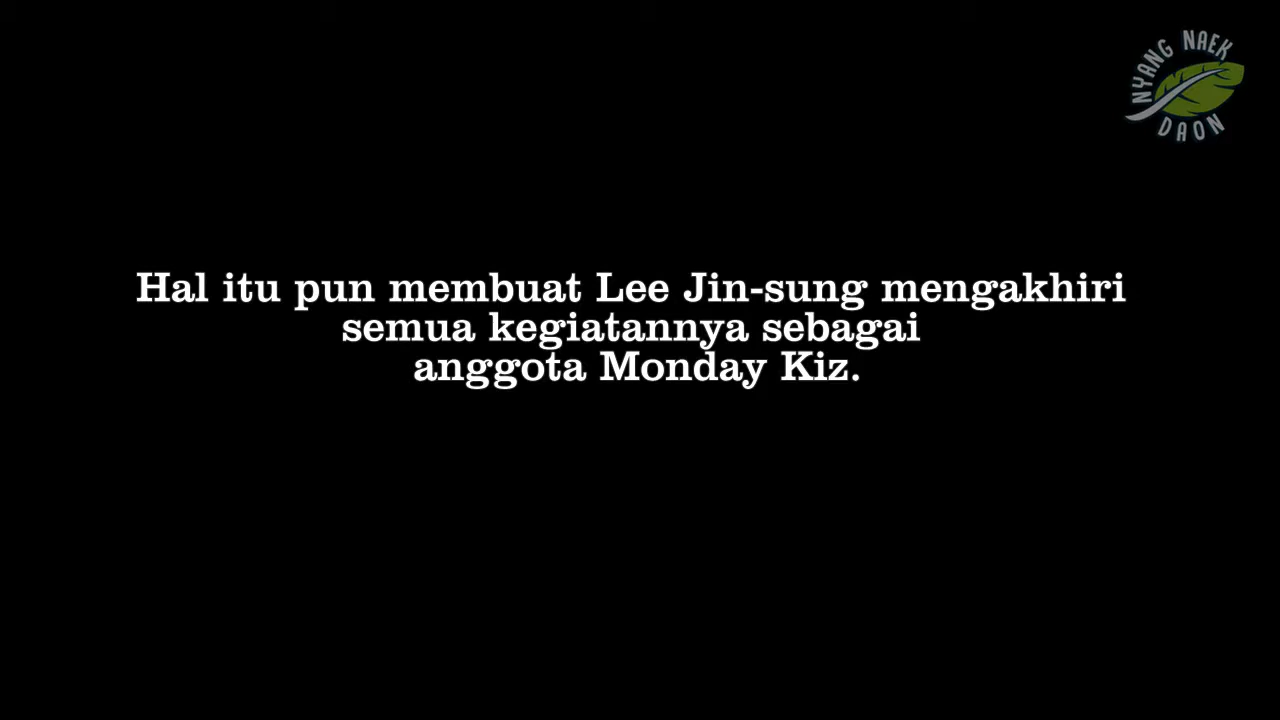 NYANG NAEK
DAON
Hal itu pun membuat Lee Jin-sung mengakhiri
semua kegiatannya sebagai
anggota Monday Kiz.